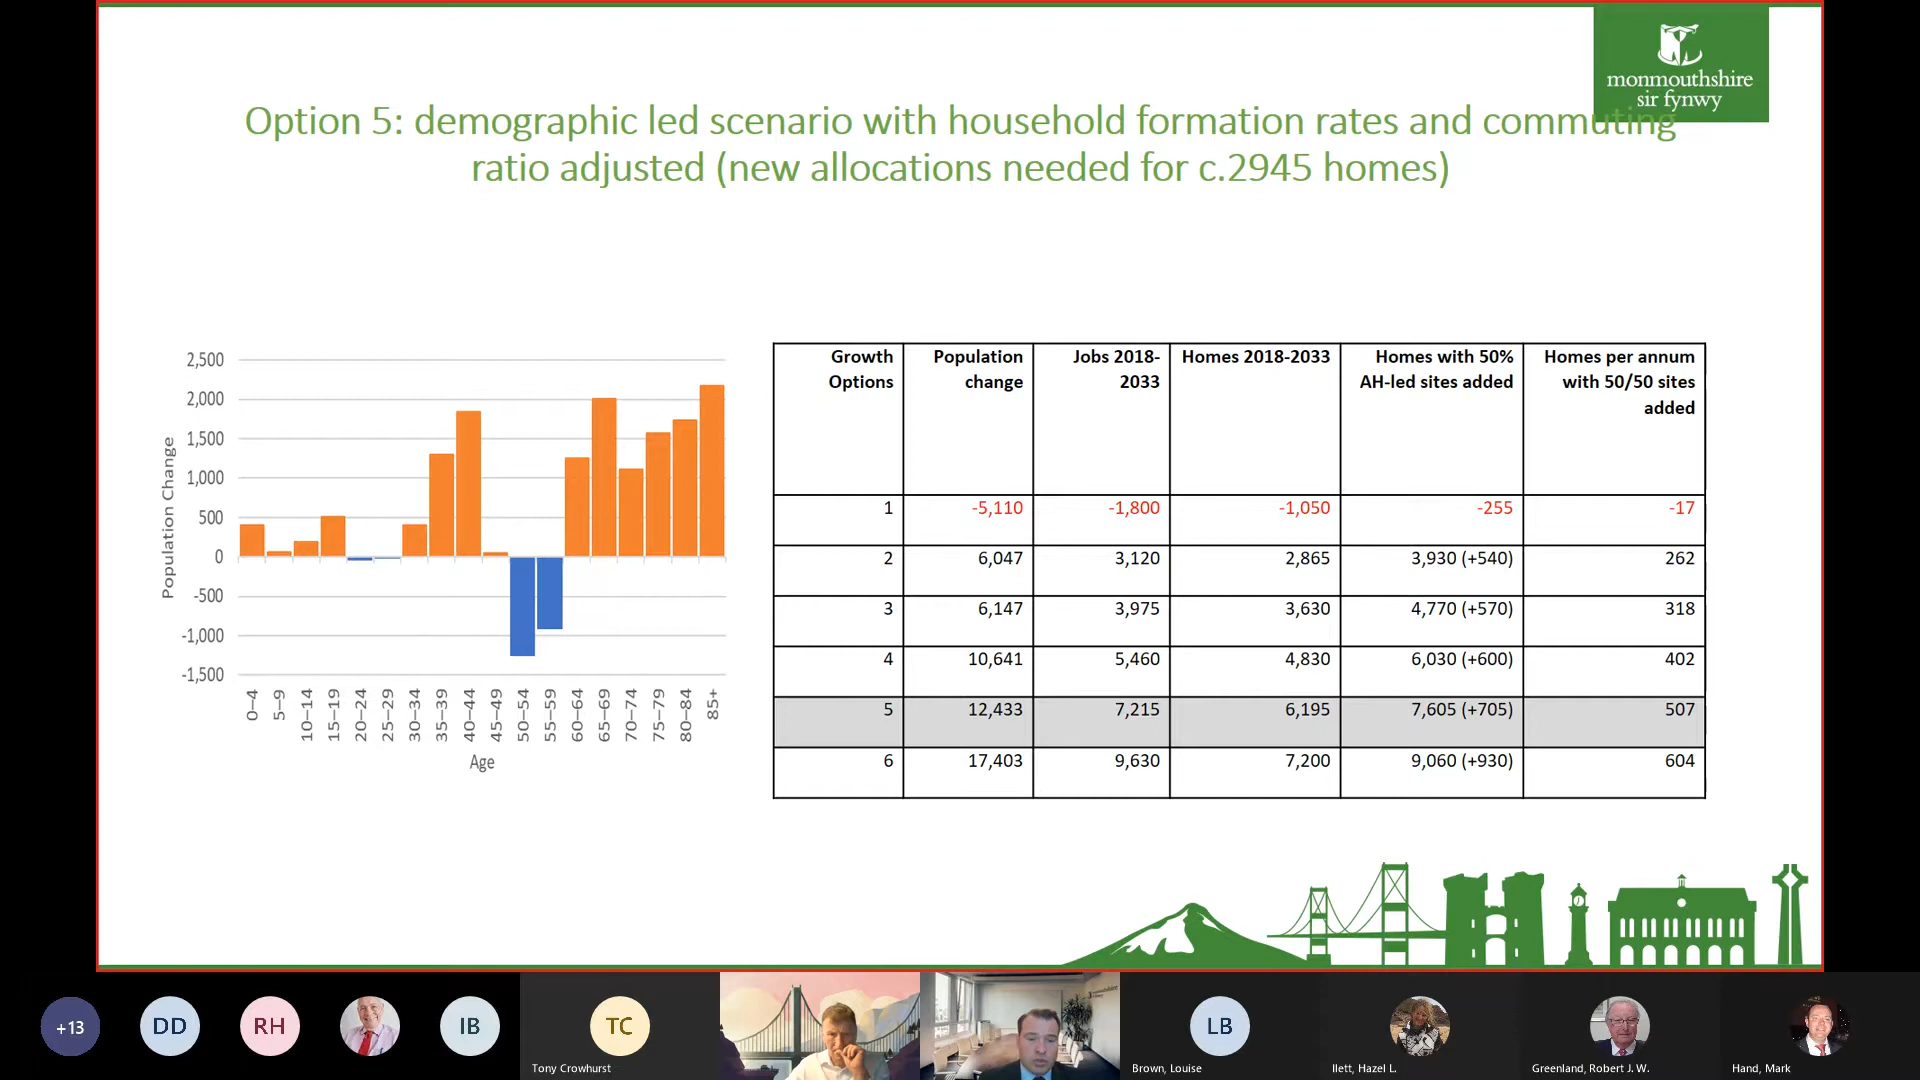 monmouthshire
sir fynwy
Option 5: demographic led scenario with household formation rates and commuting
ratio adjusted (new allocations needed for c.2945 homes)
2,500
2,000
1,500
1,000
500
0
-500
-1,000
-1,500
Population Change
0–4
5–9
10–14
15–19
20–24
25–29
30–34
35–39
40–44
45–49
50–54
55–59
60–64
65–69
70–74
75–79
80–84
85+
Age
Growth Options Population change Jobs 2018-2033 Homes 2018-2033 Homes with 50% AH-led sites added Homes per annum with 50/50 sites added
1 -5,110 -1,800 -1,050 -255 -17
2 6,047 3,120 2,865 3,930 (+540) 262
3 6,147 3,975 3,630 4,770 (+570) 318
4 10,641 5,460 4,830 6,030 (+600) 402
5 12,433 7,215 6,195 7,605 (+705) 507
6 17,403 9,630 7,200 9,060 (+930) 604
+13
DD
RH
IB
TC
Tony Crowhurst
LB
Brown, Louise
Ilett, Hazel L.
Greenland, Robert J. W.
Hand, Mark